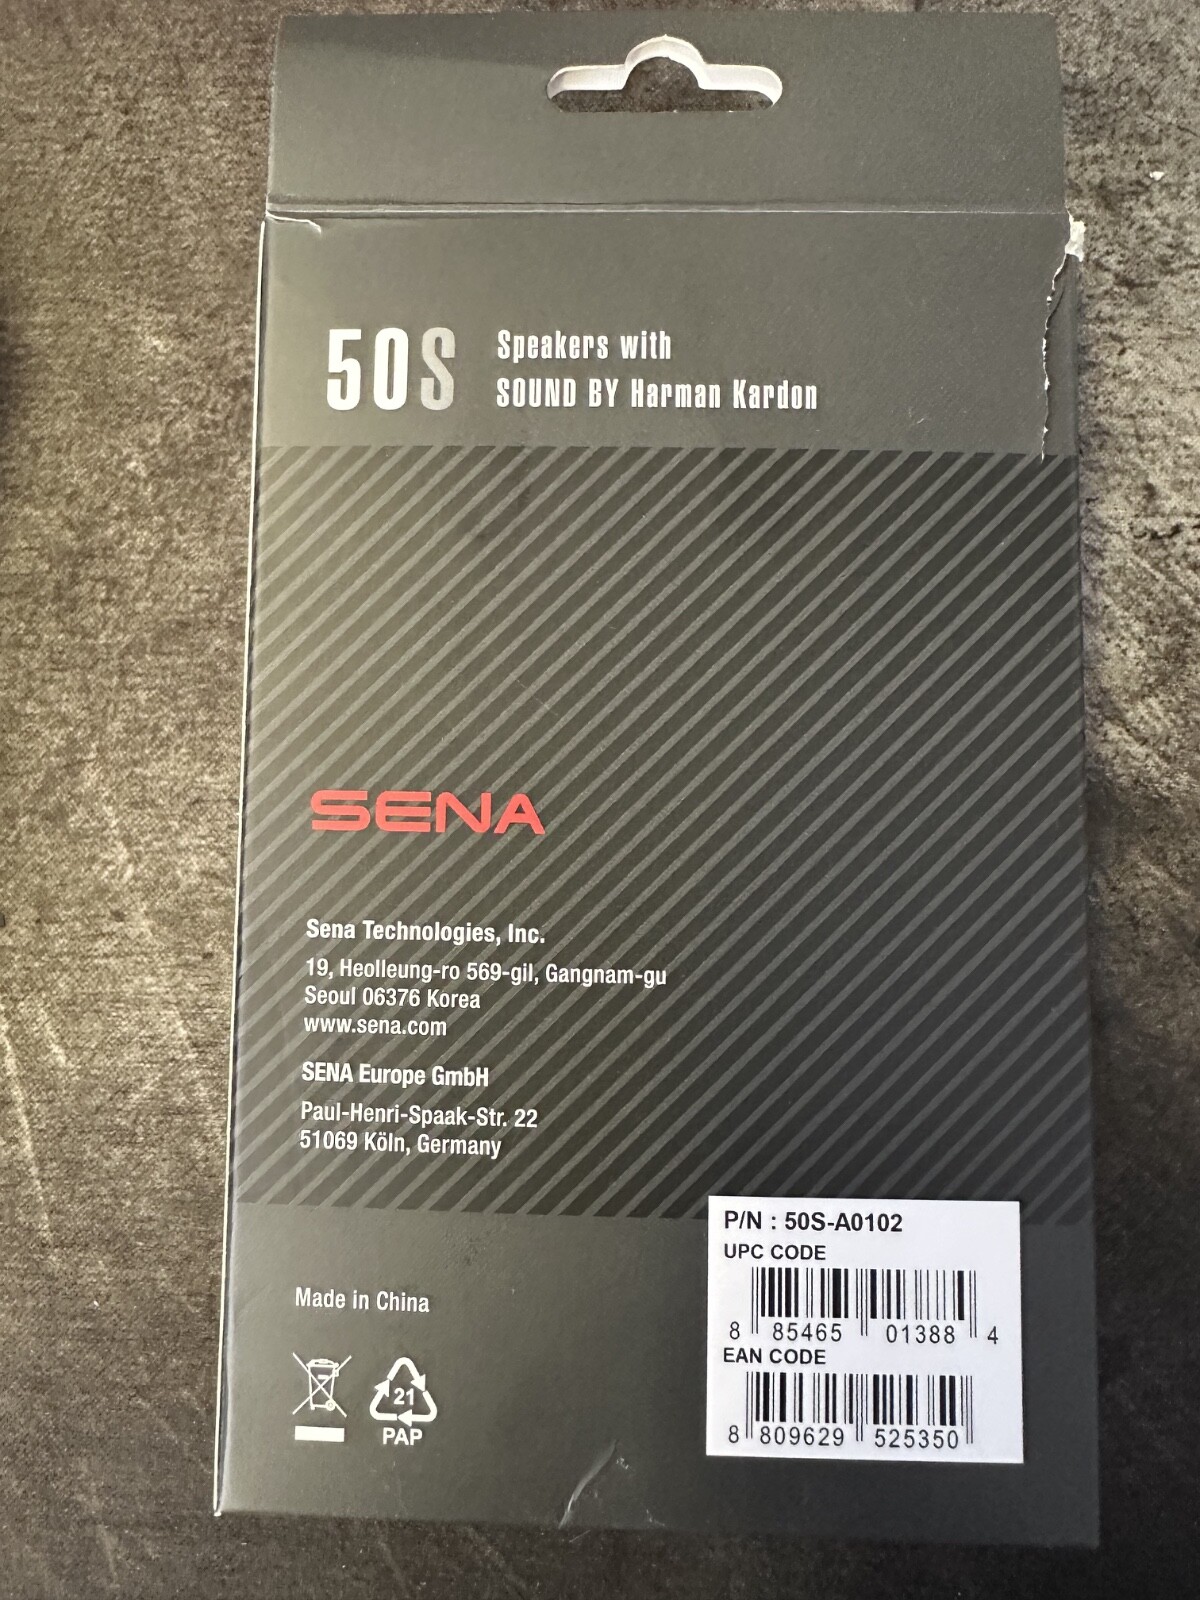 50S
Speakers with
SOUND BY Harman Kardon
SENA
Sena Technologies, Inc.
19, Heolleung-ro 569-gil, Gangnam-gu
Seoul 06376 Korea
www.sena.com
SENA Europe GmbH
Paul-Henri-Spaak-Str. 22
51069 Köln, Germany
Made in China
21
PAP
P/N : 50S-A0102
UPC CODE
8 85465 01388 4
EAN CODE
8 809629 525350